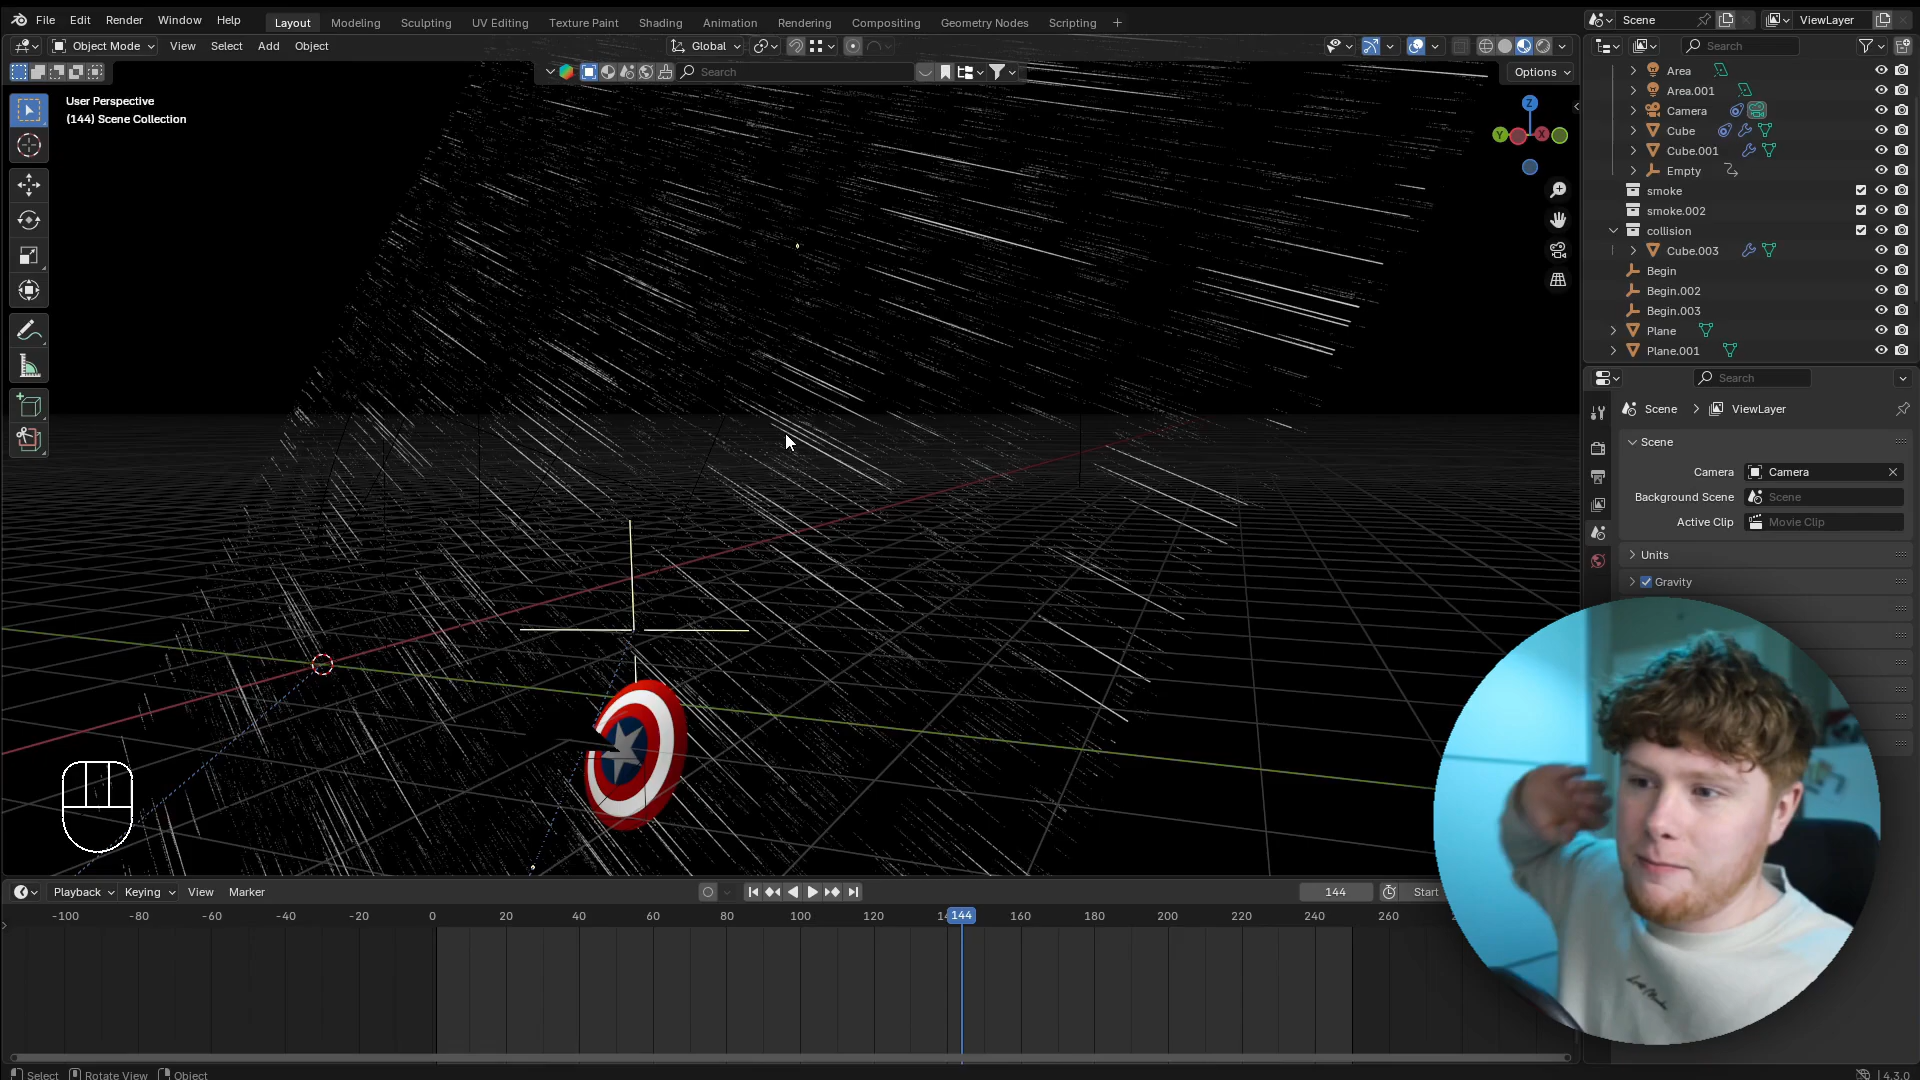 File Edit Render Window Help Layout Modeling Sculpting UV Editing Texture Paint Shading Animation Rendering Compositing Geometry Nodes Scripting + Scene ViewLayer
Object Mode View Select Add Object Global Search
Search Options
User Perspective
(144) Scene Collection
Z
Y X
Area
Area.001
Camera
Cube
Cube.001
Empty
smoke
smoke.002
collision
Cube.003
Begin
Begin.002
Begin.003
Plane
Plane.001
Search
Scene > ViewLayer
Scene
Camera Camera
Background Scene Scene
Active Clip Movie Clip
Units
Gravity
Playback Keying View Marker 144 Start
-100 -80 -60 -40 -20 0 20 40 60 80 100 120 144 160 180 200 220 240 260
Select Rotate View Object 4.3.0